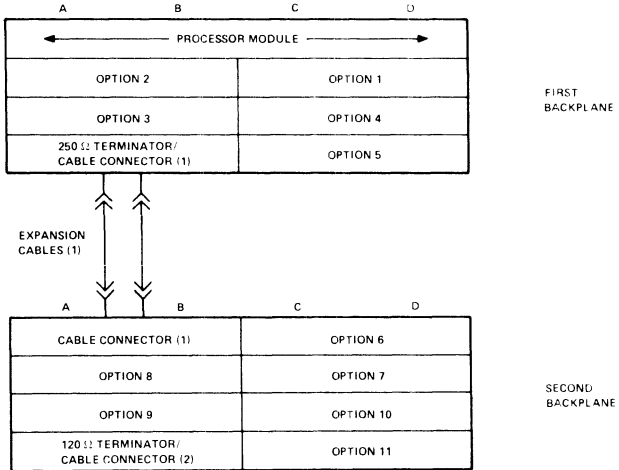 A B C D
PROCESSOR MODULE
OPTION 2 OPTION 1
FIRST
BACKPLANE
OPTION 3 OPTION 4
250 Ω TERMINATOR/
CABLE CONNECTOR (1)
OPTION 5
EXPANSION
CABLES (1)
A B C D
CABLE CONNECTOR (1) OPTION 6
OPTION 8 OPTION 7
SECOND
BACKPLANE
OPTION 9 OPTION 10
120 Ω TERMINATOR/
CABLE CONNECTOR (2)
OPTION 11